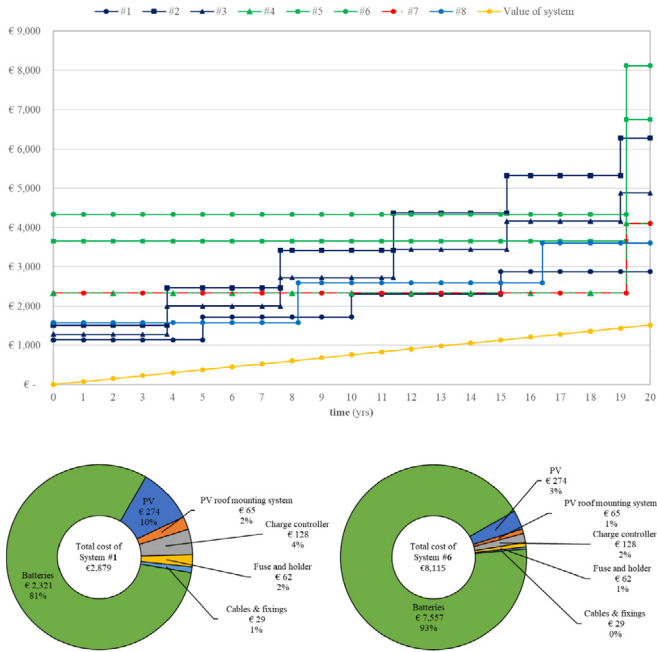 #1 #2 #3 #4 #5 #6 #7 #8 Value of system
€ 9,000
€ 8,000
€ 7,000
€ 6,000
€ 5,000
€ 4,000
€ 3,000
€ 2,000
€ 1,000
€ -
0 1 2 3 4 5 6 7 8 9 10 11 12 13 14 15 16 17 18 19 20
time (yrs)
PV
€ 274
10%
PV roof mounting system
€ 65
2%
Charge controller
€ 128
4%
Fuse and holder
€ 62
2%
Cables & fixings
€ 29
1%
Batteries
€ 2,321
81%
Total cost of
System #1
€2,879
PV
€ 274
3%
PV roof mounting system
€ 65
1%
Charge controller
€ 128
2%
Fuse and holder
€ 62
1%
Cables & fixings
€ 29
0%
Batteries
€ 7,557
93%
Total cost of
System #6
€8,115